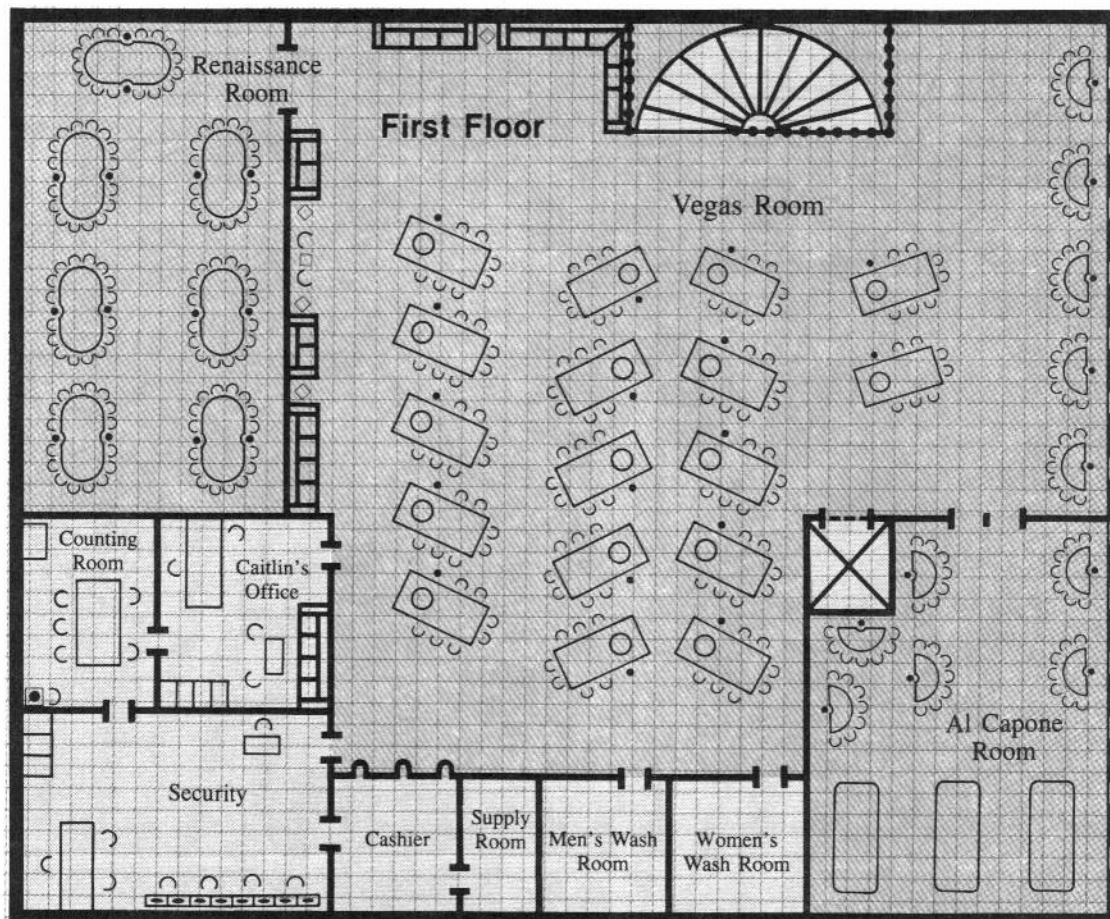 Renaissance
Room
First Floor
Vegas Room
Counting
Room
Caitlin's
Office
Al Capone
Room
Security
Cashier
Supply
Room
Men's Wash
Room
Women's
Wash Room